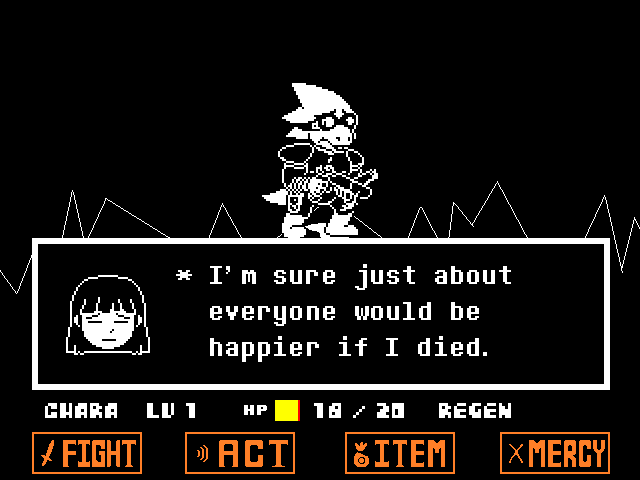 * I'm sure just about
everyone would be
happier if I died.
CHARA LV 1 HP 18 / 20 REGEN
FIGHT ACT ITEM MERCY